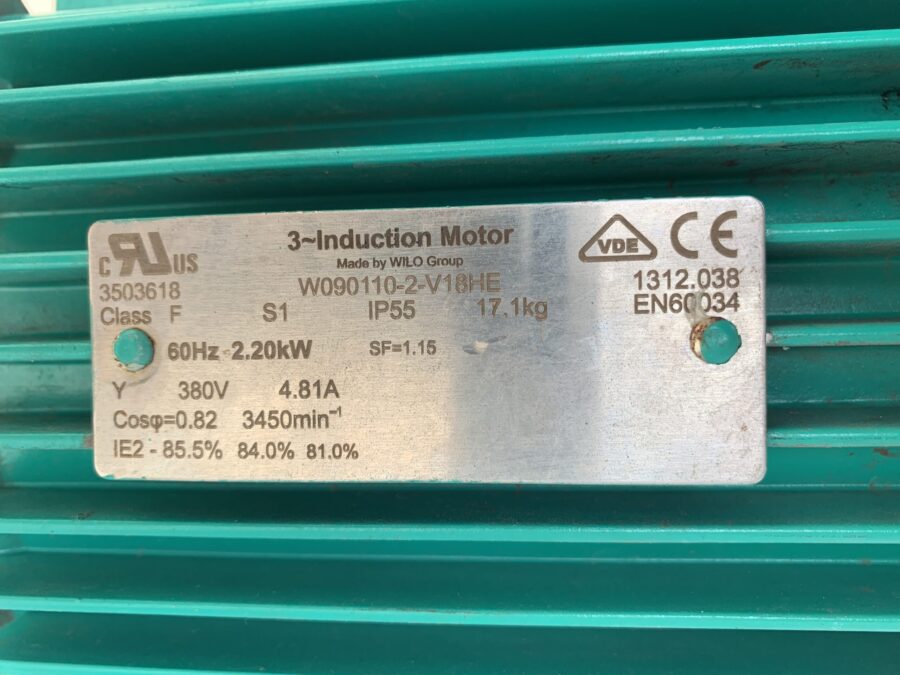 3~Induction Motor
Made by WILO Group
c RU US
VDE CE
3503618
W090110-2-V18HE
1312.038
Class F S1 IP55 17.1kg EN60034
60Hz 2.20kW SF=1.15
Y 380V 4.81A
Cosφ=0.82 3450min⁻¹
IE2 - 85.5% 84.0% 81.0%